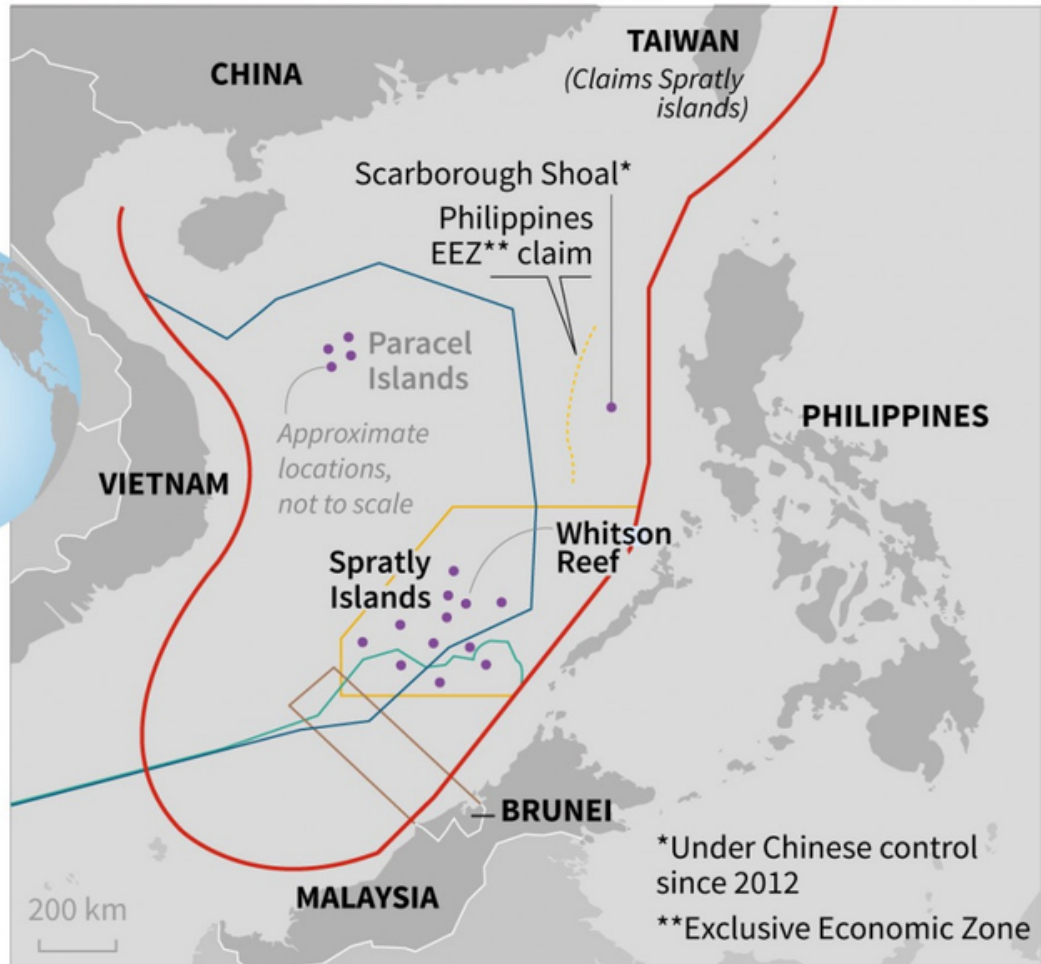 TAIWAN
(Claims Spratly
islands)
CHINA
Scarborough Shoal*
Philippines
EEZ** claim
Paracel
Islands
Approximate
locations,
not to scale
PHILIPPINES
VIETNAM
Whitson
Reef
Spratly
Islands
BRUNEI
MALAYSIA
*Under Chinese control
since 2012
**Exclusive Economic Zone
200 km